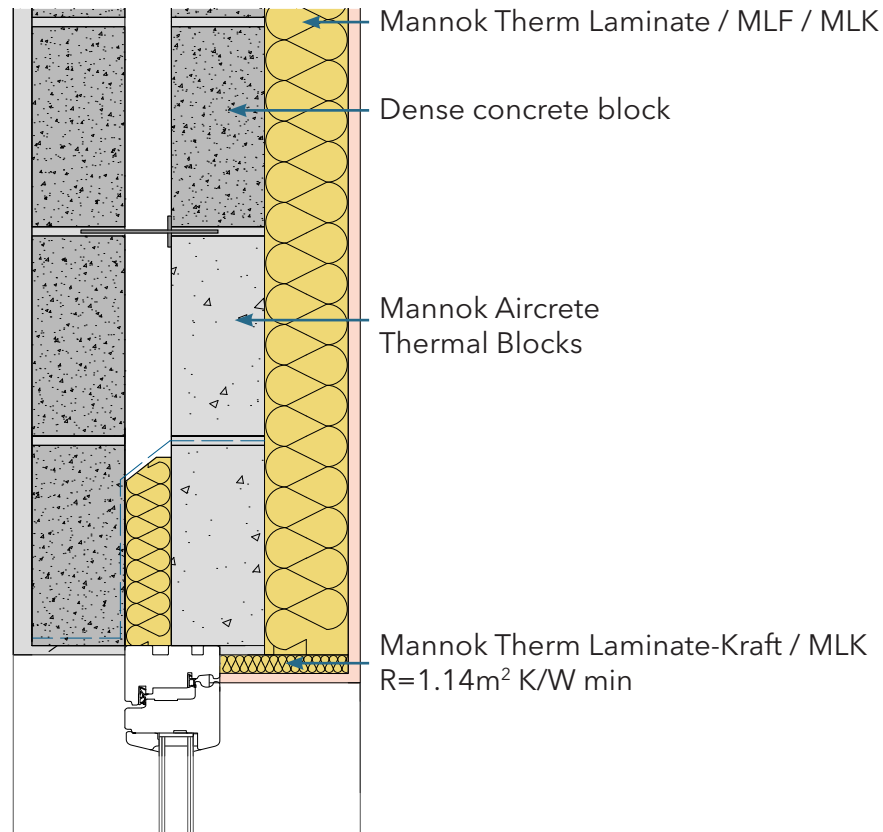 Mannok Therm Laminate / MLF / MLK
Dense concrete block
Mannok Aircrete
Thermal Blocks
Mannok Therm Laminate-Kraft / MLK
R=1.14m² K/W min